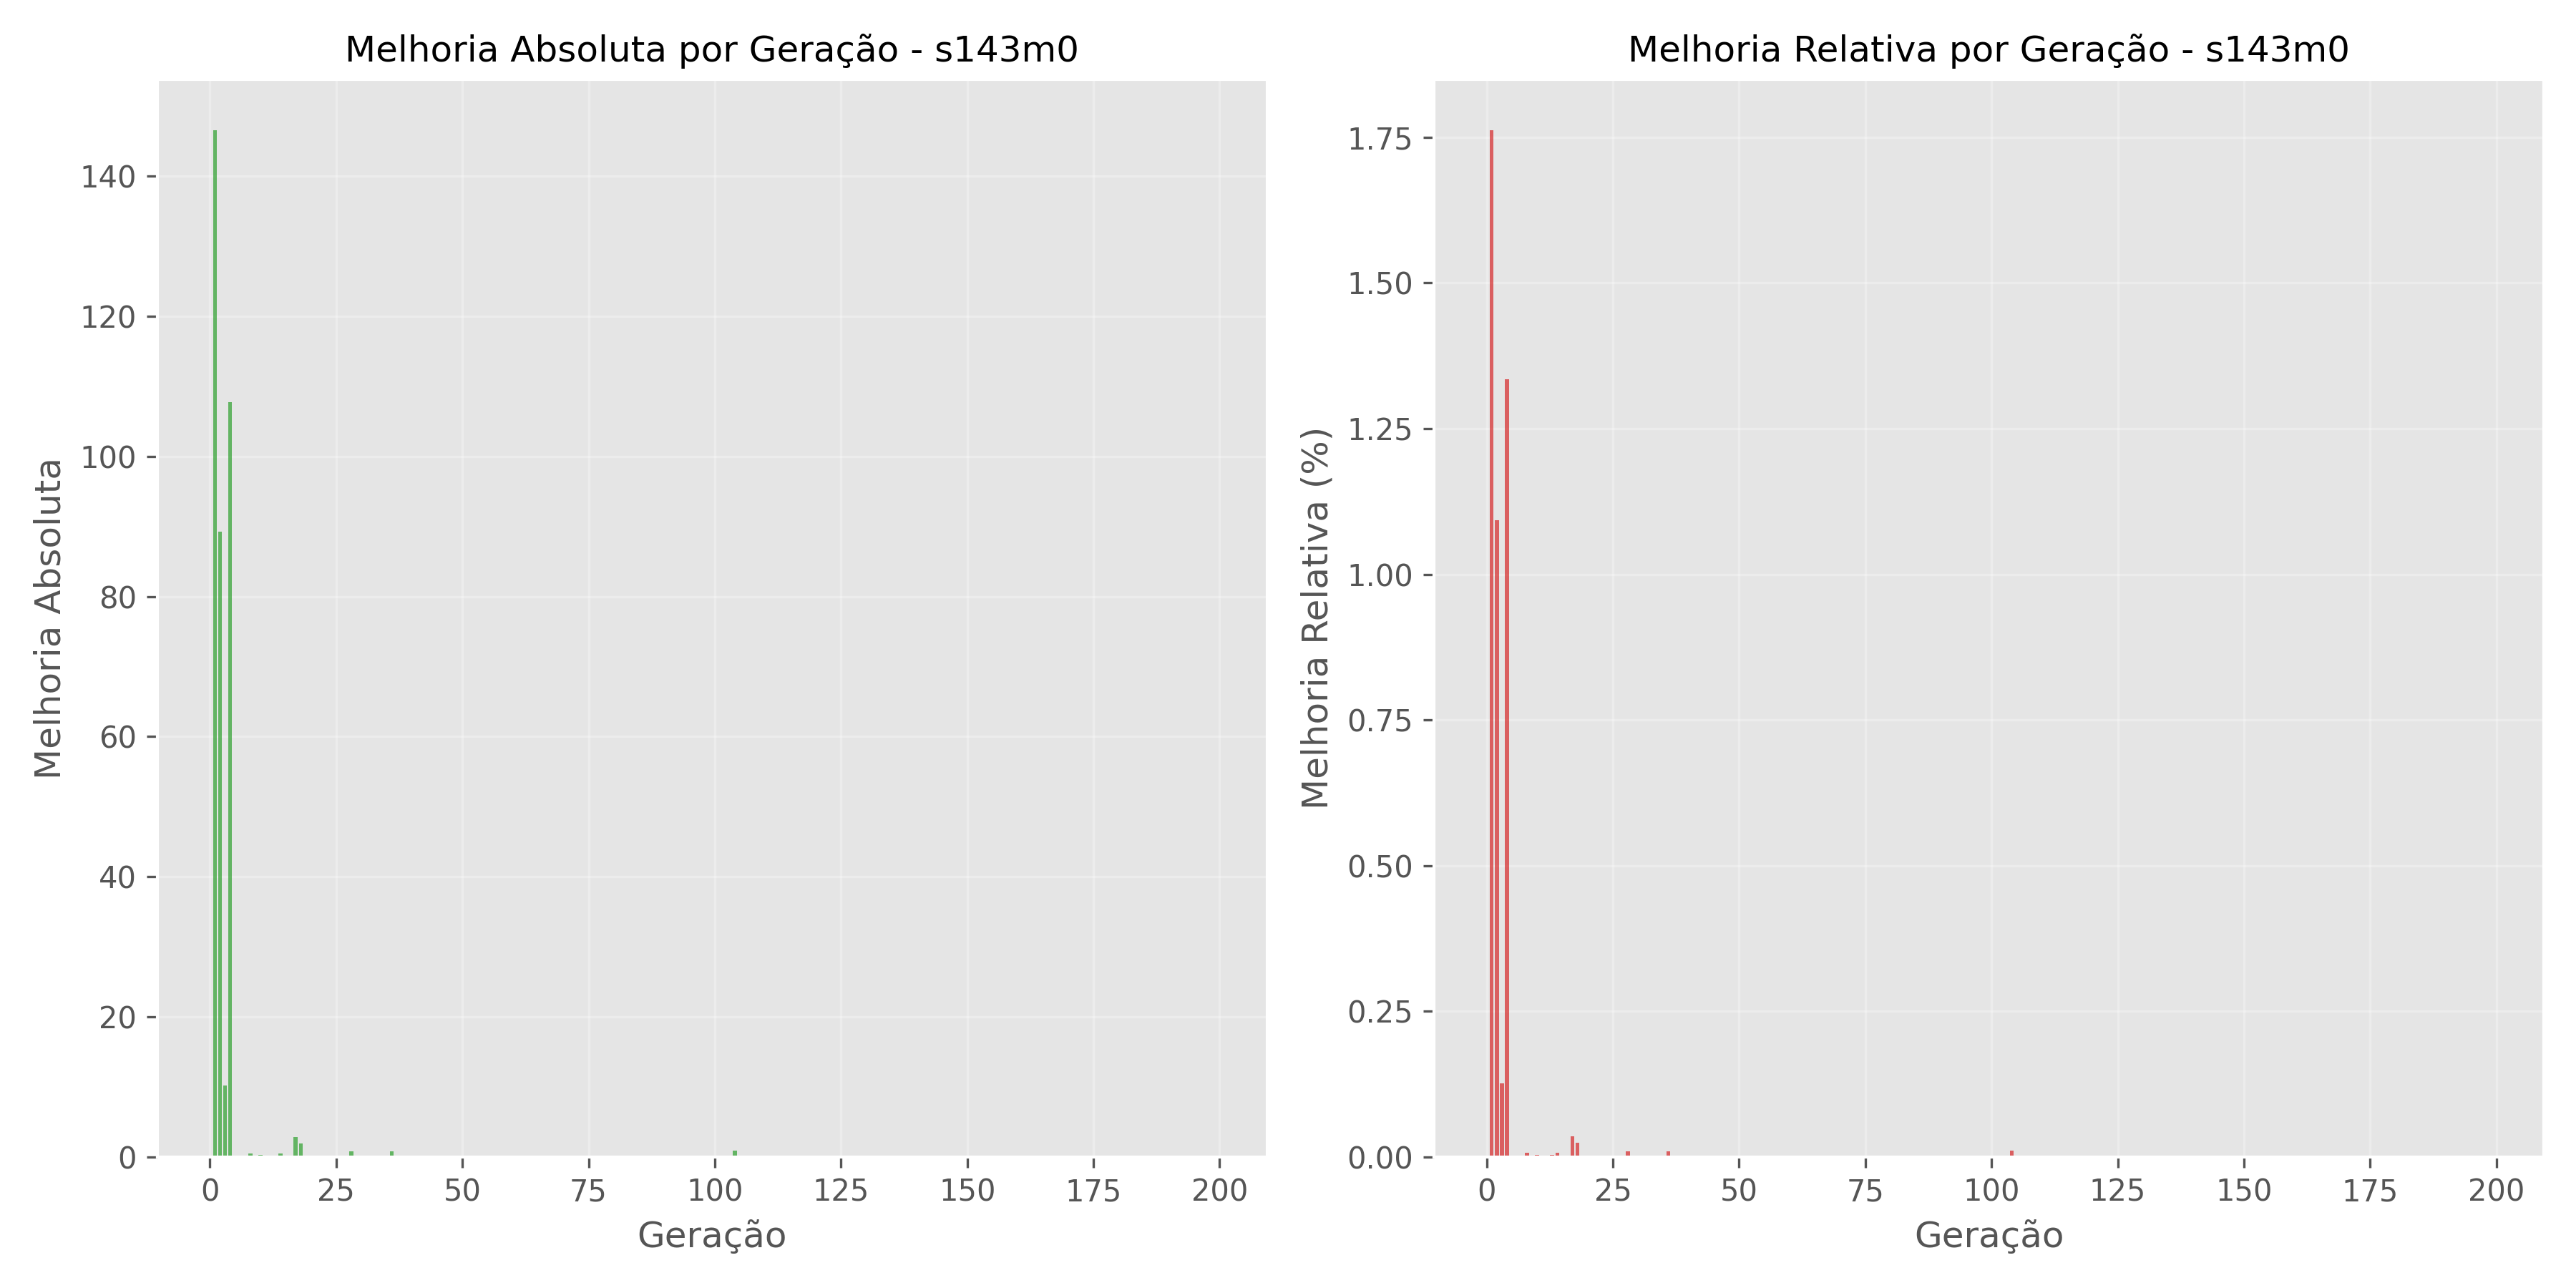 Melhoria Absoluta por Geração - s143m0
Melhoria Absoluta
140
120
100
80
60
40
20
0
0 25 50 75 100 125 150 175 200
Geração
Melhoria Relativa por Geração - s143m0
Melhoria Relativa (%)
1.75
1.50
1.25
1.00
0.75
0.50
0.25
0.00
0 25 50 75 100 125 150 175 200
Geração